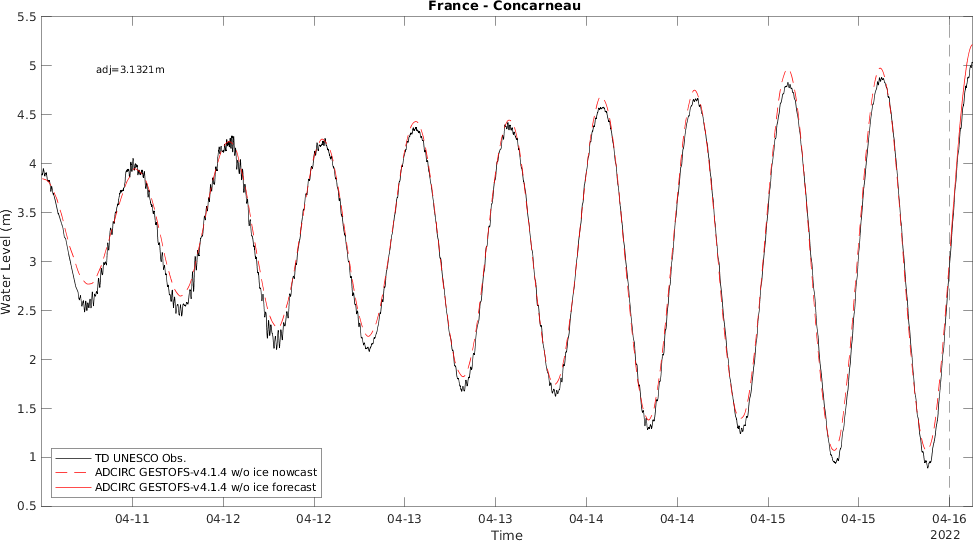 France - Concarneau
5.5
5
4.5
4
3.5
3
2.5
2
1.5
1
0.5
Water Level (m)
adj=3.1321m
TD UNESCO Obs.
ADCIRC GESTOFS-v4.1.4 w/o ice nowcast
ADCIRC GESTOFS-v4.1.4 w/o ice forecast
04-11 04-12 04-12 04-13 04-13 04-14 04-14 04-15 04-15 04-16
2022
Time